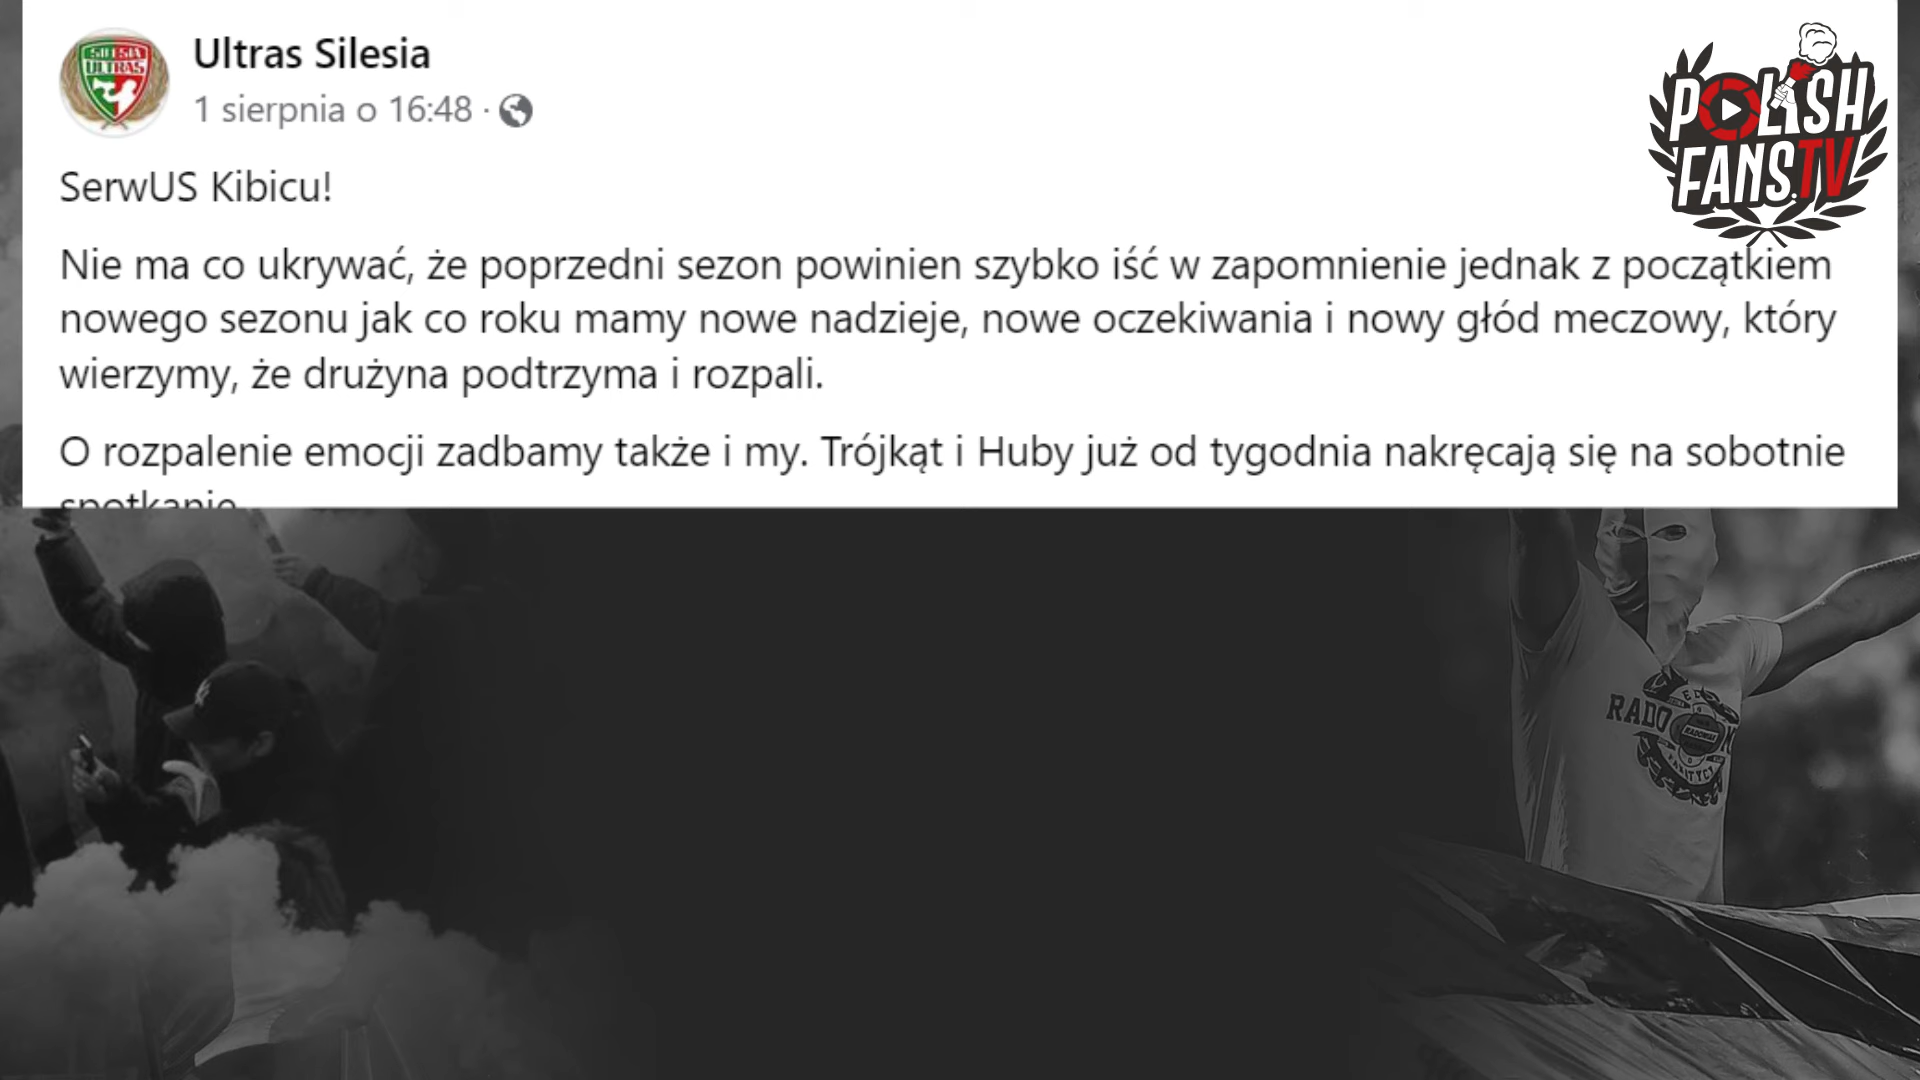 SILESIA
ULTRAS
Ultras Silesia
1 sierpnia o 16:48 ·
POLISH
FANS.TV
SerwUS Kibicu!
Nie ma co ukrywać, że poprzedni sezon powinien szybko iść w zapomnienie jednak z początkiem
nowego sezonu jak co roku mamy nowe nadzieje, nowe oczekiwania i nowy głód meczowy, który
wierzymy, że drużyna podtrzyma i rozpali.
O rozpalenie emocji zadbamy także i my. Trójkąt i Huby już od tygodnia nakręcają się na sobotnie
spotkanie
RADO